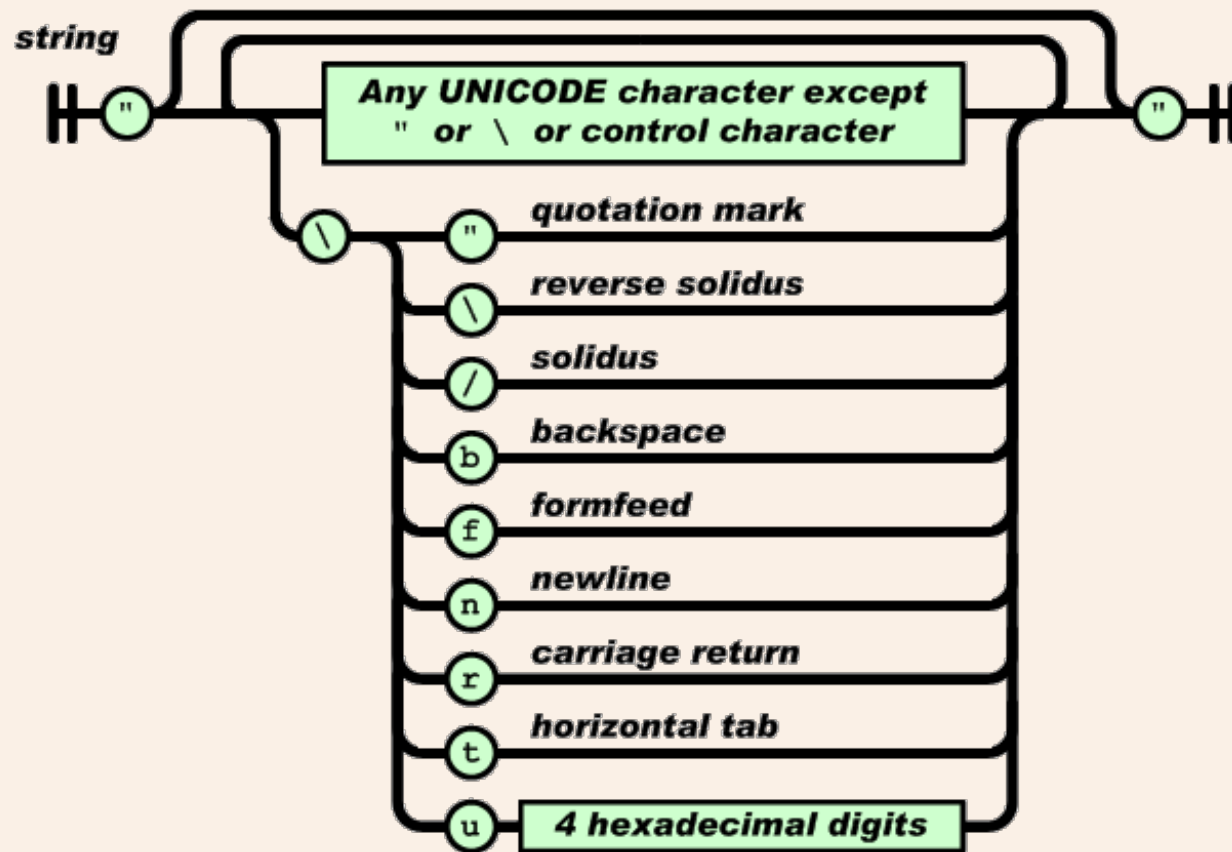 string
"
Any UNICODE character except
" or \ or control character
"
\
" quotation mark
\ reverse solidus
/ solidus
b backspace
f formfeed
n newline
r carriage return
t horizontal tab
u 4 hexadecimal digits